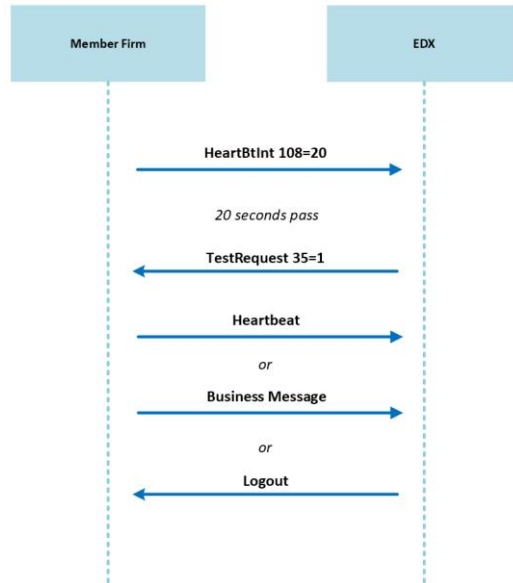 Member Firm
EDX
HeartBtInt 108=20
20 seconds pass
TestRequest 35=1
Heartbeat
or
Business Message
or
Logout